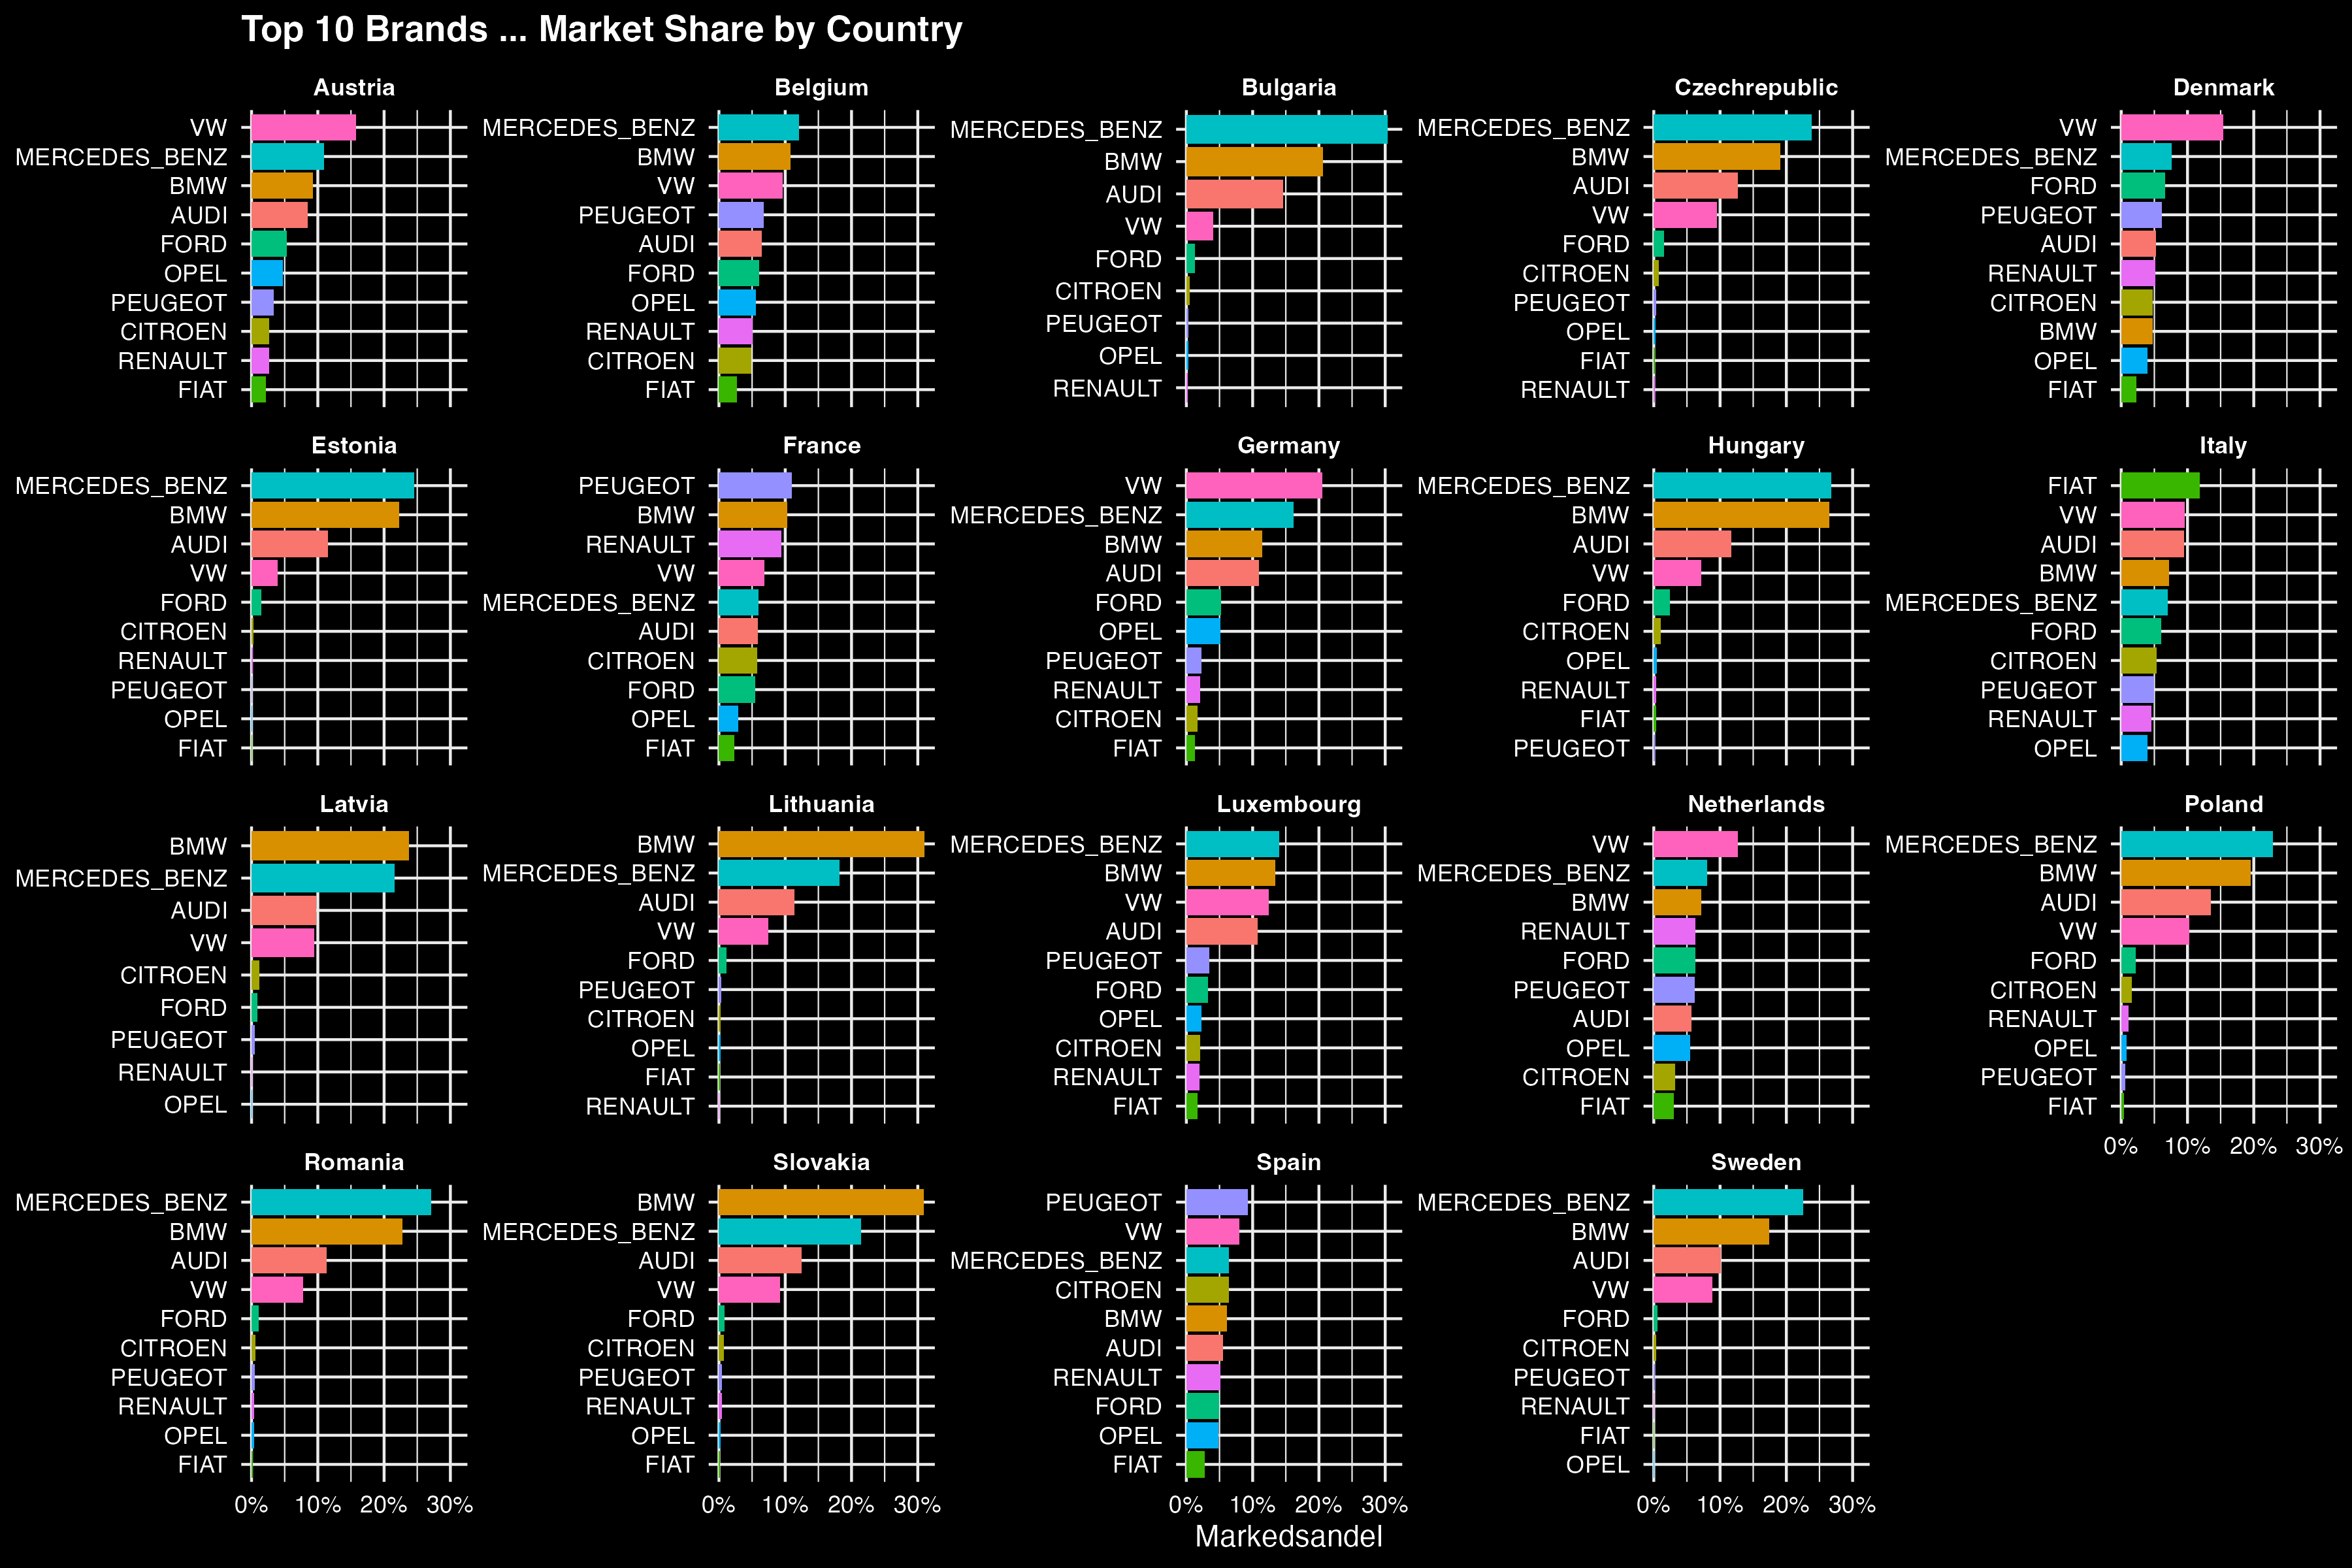 Top 10 Brands ... Market Share by Country
Austria
VW
MERCEDES_BENZ
BMW
AUDI
FORD
OPEL
PEUGEOT
CITROEN
RENAULT
FIAT
Belgium
MERCEDES_BENZ
BMW
VW
PEUGEOT
AUDI
FORD
OPEL
RENAULT
CITROEN
FIAT
Bulgaria
MERCEDES_BENZ
BMW
AUDI
VW
FORD
CITROEN
PEUGEOT
OPEL
RENAULT
Czechrepublic
MERCEDES_BENZ
BMW
AUDI
VW
FORD
CITROEN
PEUGEOT
OPEL
FIAT
RENAULT
Denmark
VW
MERCEDES_BENZ
FORD
PEUGEOT
AUDI
RENAULT
CITROEN
BMW
OPEL
FIAT
Estonia
MERCEDES_BENZ
BMW
AUDI
VW
FORD
CITROEN
RENAULT
PEUGEOT
OPEL
FIAT
France
PEUGEOT
BMW
RENAULT
VW
MERCEDES_BENZ
AUDI
CITROEN
FORD
OPEL
FIAT
Germany
VW
MERCEDES_BENZ
BMW
AUDI
FORD
OPEL
PEUGEOT
RENAULT
CITROEN
FIAT
Hungary
MERCEDES_BENZ
BMW
AUDI
VW
FORD
CITROEN
OPEL
RENAULT
FIAT
PEUGEOT
Italy
FIAT
VW
AUDI
BMW
MERCEDES_BENZ
FORD
CITROEN
PEUGEOT
RENAULT
OPEL
Latvia
BMW
MERCEDES_BENZ
AUDI
VW
CITROEN
FORD
PEUGEOT
RENAULT
OPEL
Lithuania
BMW
MERCEDES_BENZ
AUDI
VW
FORD
PEUGEOT
CITROEN
OPEL
FIAT
RENAULT
Luxembourg
MERCEDES_BENZ
BMW
VW
AUDI
PEUGEOT
FORD
OPEL
CITROEN
RENAULT
FIAT
Netherlands
VW
MERCEDES_BENZ
BMW
RENAULT
FORD
PEUGEOT
AUDI
OPEL
CITROEN
FIAT
Poland
MERCEDES_BENZ
BMW
AUDI
VW
FORD
CITROEN
RENAULT
OPEL
PEUGEOT
FIAT
0% 10% 20% 30%
Romania
MERCEDES_BENZ
BMW
AUDI
VW
FORD
CITROEN
PEUGEOT
RENAULT
OPEL
FIAT
0% 10% 20% 30%
Slovakia
BMW
MERCEDES_BENZ
AUDI
VW
FORD
CITROEN
PEUGEOT
RENAULT
OPEL
FIAT
0% 10% 20% 30%
Spain
PEUGEOT
VW
MERCEDES_BENZ
CITROEN
BMW
AUDI
RENAULT
FORD
OPEL
FIAT
0% 10% 20% 30%
Sweden
MERCEDES_BENZ
BMW
AUDI
VW
FORD
CITROEN
PEUGEOT
RENAULT
FIAT
OPEL
0% 10% 20% 30%
Markedsandel